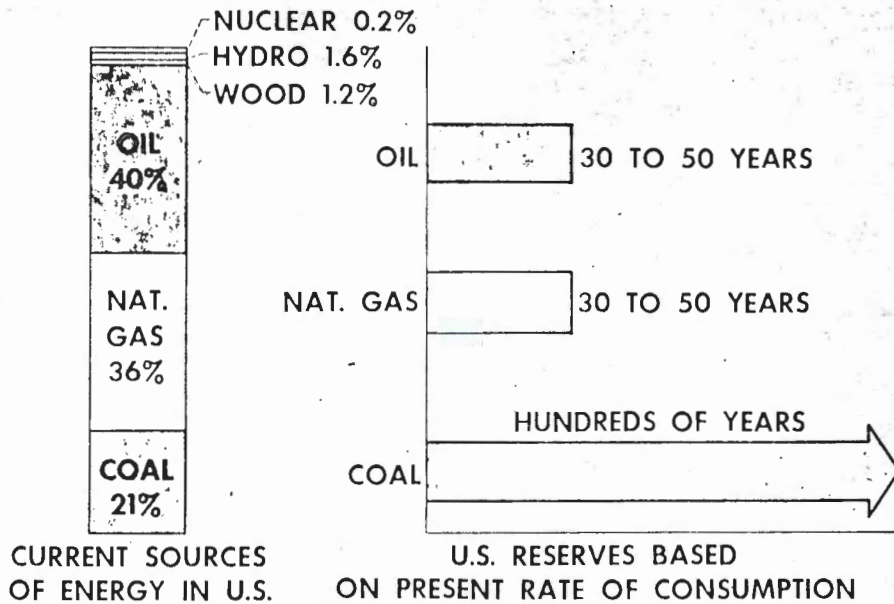 NUCLEAR 0.2%
HYDRO 1.6%
WOOD 1.2%
OIL
40%
NAT.
GAS
36%
COAL
21%
CURRENT SOURCES
OF ENERGY IN U.S.
OIL
30 TO 50 YEARS
NAT. GAS
30 TO 50 YEARS
HUNDREDS OF YEARS
COAL
U.S. RESERVES BASED
ON PRESENT RATE OF CONSUMPTION